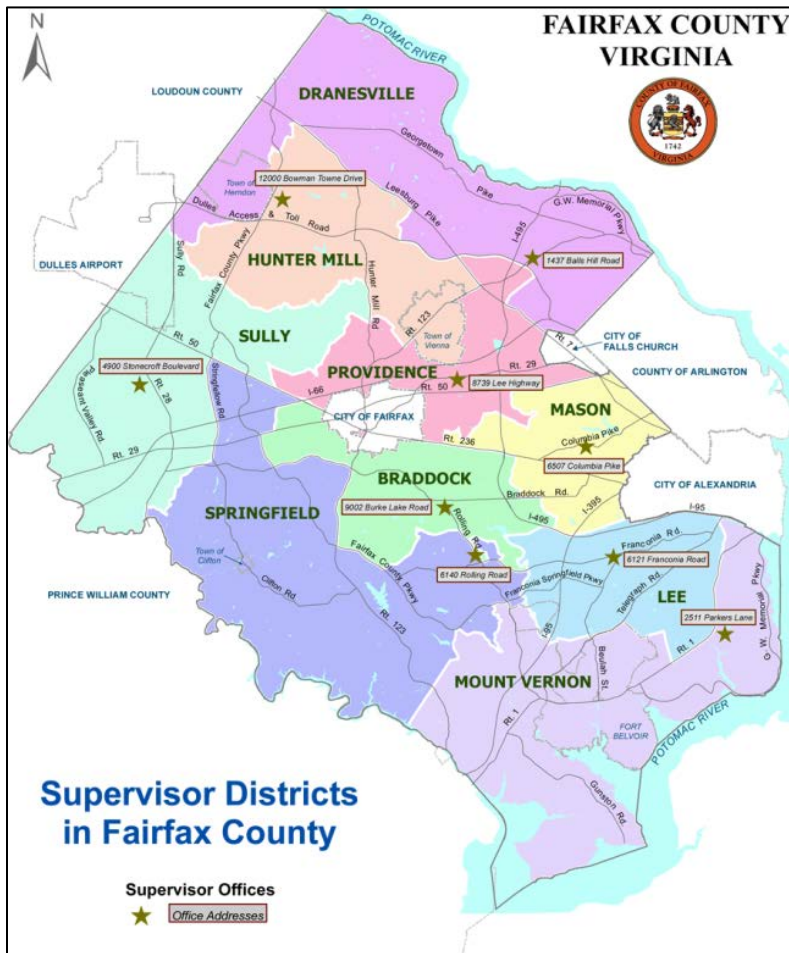 N
FAIRFAX COUNTY
VIRGINIA
COUNTY OF FAIRFAX
1742
VIRGINIA
POTOMAC RIVER
LOUDOUN COUNTY
DRANESVILLE
Georgetown
Pike
12000 Bowman Towne Drive
Town of
Herndon
Leesburg Pike
G.W. Memorial Pkwy
I-495
Dulles Access & Toll Road
1437 Balls Hill Road
DULLES AIRPORT
Sully Rd
Fairfax County Pkwy
HUNTER MILL
Hunter Mill Rd
Rt. 123
Town of
Vienna
Rt. 50
SULLY
Rt. 7
CITY OF
FALLS CHURCH
COUNTY OF ARLINGTON
4900 Stonecroft Boulevard
Stringfellow Rd.
PROVIDENCE
Rt. 29
8739 Lee Highway
I-66
Rt. 50
Pleasant Valley Rd.
Rt. 28
CITY OF FAIRFAX
MASON
Columbia Pike
Rt. 29
Rt. 236
6507 Columbia Pike
BRADDOCK
CITY OF ALEXANDRIA
Braddock Rd.
I-395
I-95
9002 Burke Lake Road
SPRINGFIELD
Rolling Rd.
I-495
Franconia Rd.
Town of
Clifton
Fairfax County Pkwy
6140 Rolling Road
6121 Franconia Road
Franconia Springfield Pkwy
Clifton Rd.
Telegraph Rd.
LEE
PRINCE WILLIAM COUNTY
2511 Parkers Lane
G. W. Memorial Pkwy
Rt. 123
I-95
Rt. 1
MOUNT VERNON
Beulah St.
Rt. 1
FORT
BELVOIR
POTOMAC RIVER
Gunston Rd.
Supervisor Districts
in Fairfax County
Supervisor Offices
Office Addresses